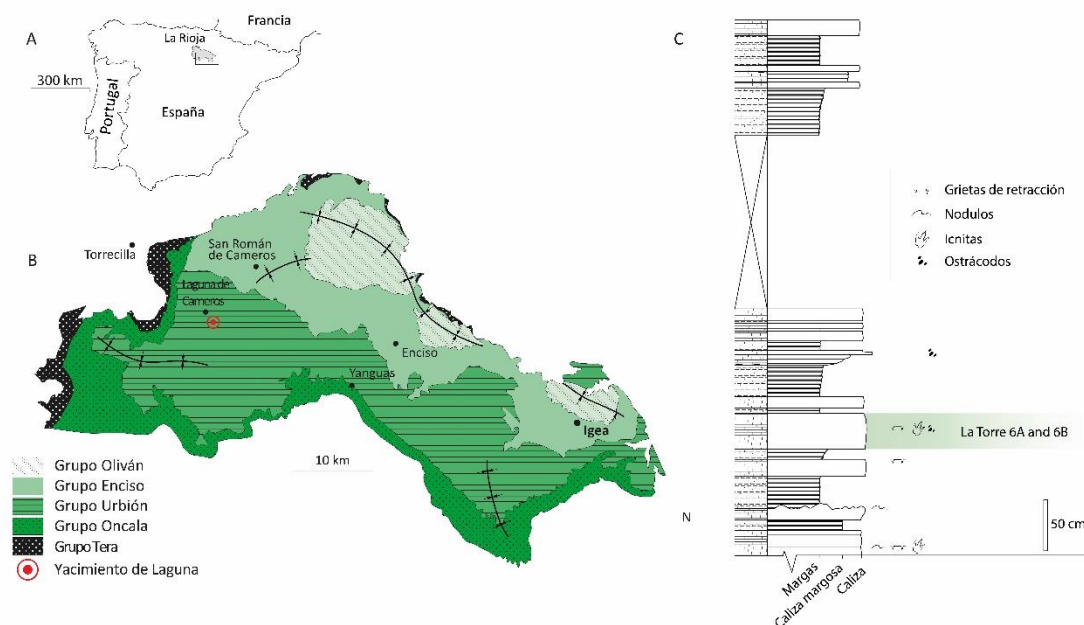 A
Francia
La Rioja
300 km
Portugal
España
B
Torrecilla
San Román
de Cameros
Laguna de
Cameros
Enciso
Yanguas
Igea
10 km
Grupo Oliván
Grupo Enciso
Grupo Urbión
Grupo Oncala
Grupo Tera
Yacimiento de Laguna
C
Grietas de retracción
Nodulos
Icnitas
Ostrácodos
La Torre 6A and 6B
N
50 cm
Margas
Caliza margosa
Caliza